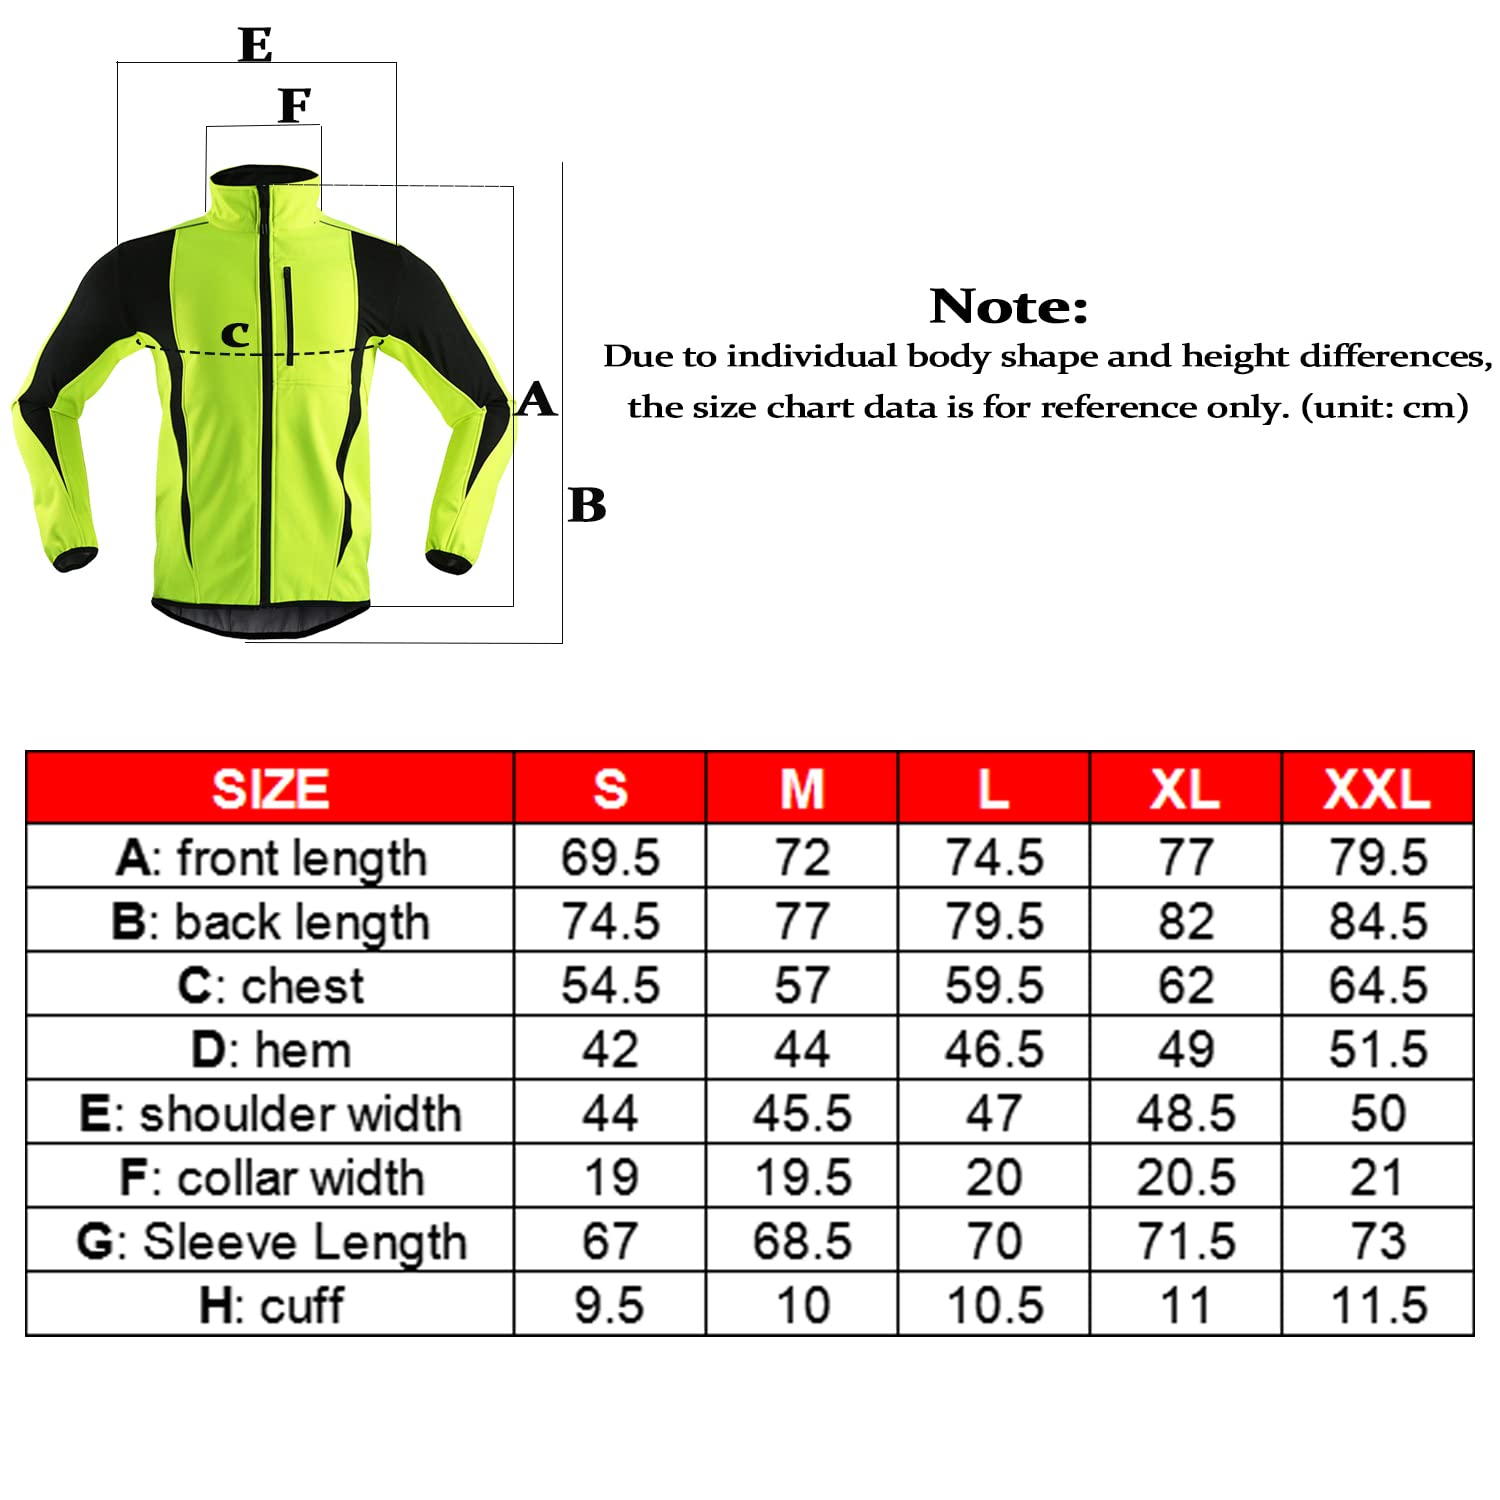 E
F
C
A
B
Note:
Due to individual body shape and height differences,
the size chart data is for reference only. (unit: cm)
SIZE S M L XL XXL
A: front length 69.5 72 74.5 77 79.5
B: back length 74.5 77 79.5 82 84.5
C: chest 54.5 57 59.5 62 64.5
D: hem 42 44 46.5 49 51.5
E: shoulder width 44 45.5 47 48.5 50
F: collar width 19 19.5 20 20.5 21
G: Sleeve Length 67 68.5 70 71.5 73
H: cuff 9.5 10 10.5 11 11.5